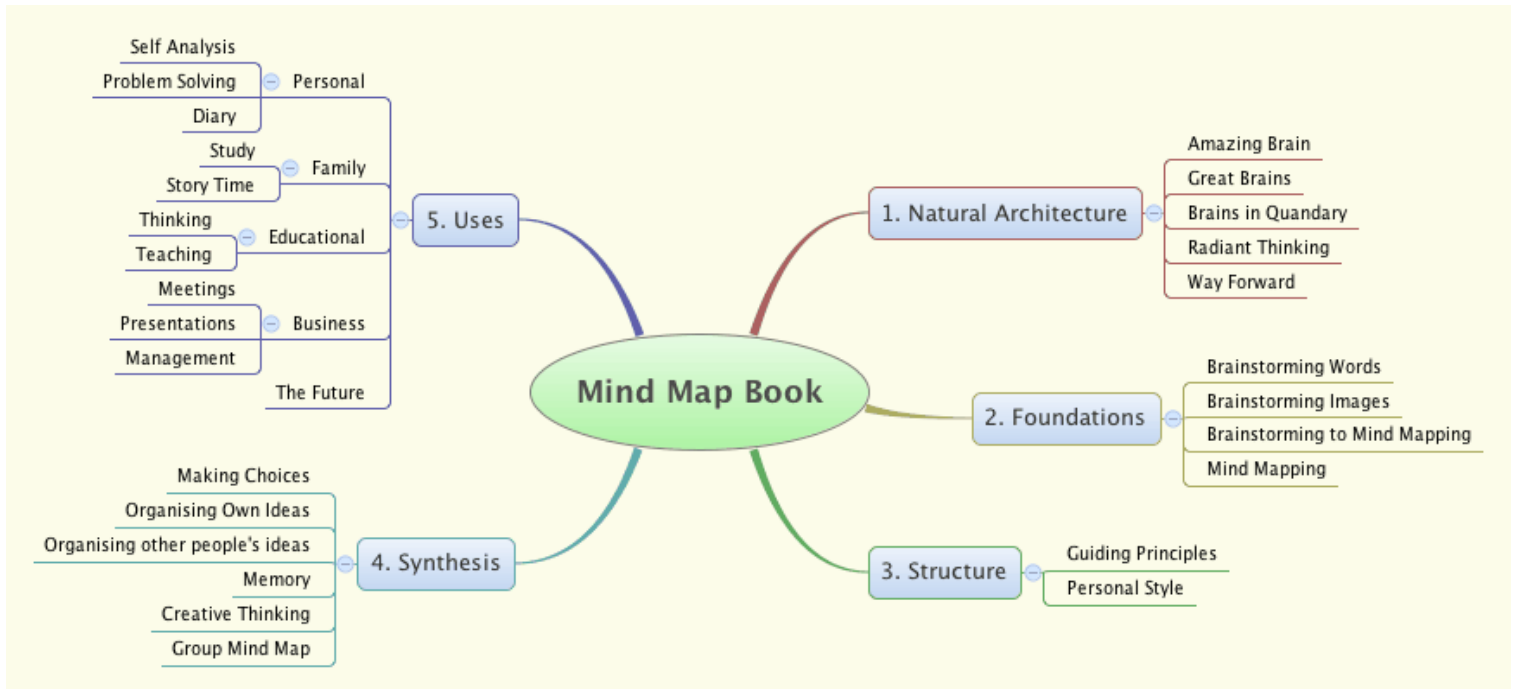 Mind Map Book
1. Natural Architecture
Amazing Brain
Great Brains
Brains in Quandary
Radiant Thinking
Way Forward
2. Foundations
Brainstorming Words
Brainstorming Images
Brainstorming to Mind Mapping
Mind Mapping
3. Structure
Guiding Principles
Personal Style
4. Synthesis
Making Choices
Organising Own Ideas
Organising other people's ideas
Memory
Creative Thinking
Group Mind Map
5. Uses
Personal
Self Analysis
Problem Solving
Diary
Family
Study
Story Time
Educational
Thinking
Teaching
Business
Meetings
Presentations
Management
The Future